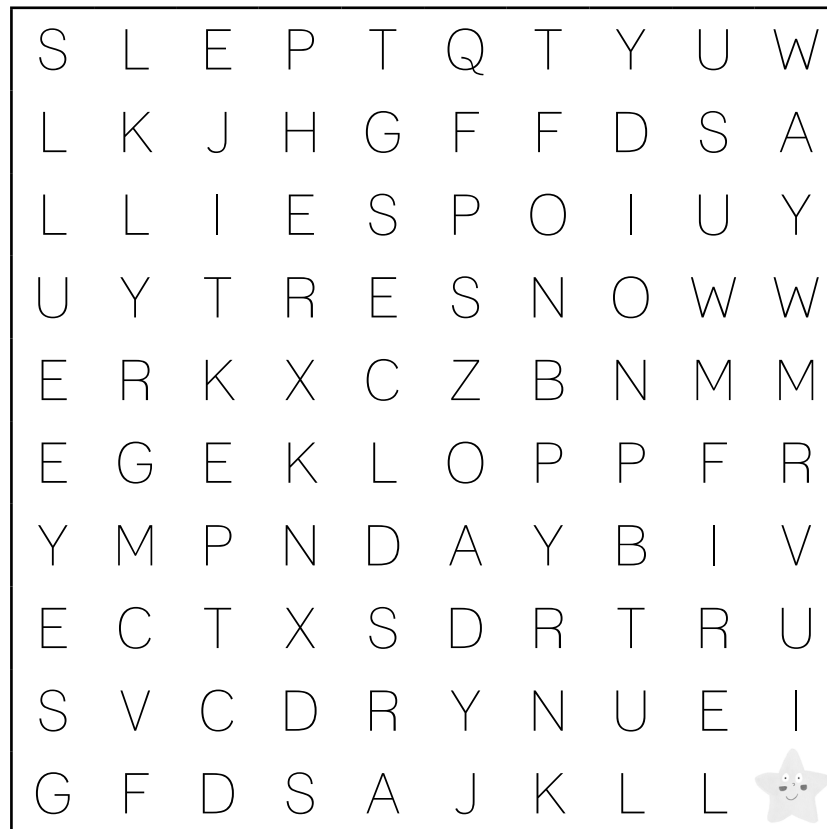 S L E P T Q T Y U W
L K J H G F F D S A
L L I E S P O I U Y
U Y T R E S N O W W
E R K X C Z B N M M
E G E K L O P P F R
Y M P N D A Y B I V
E C T X S D R T R U
S V C D R Y N U E I
G F D S A J K L L